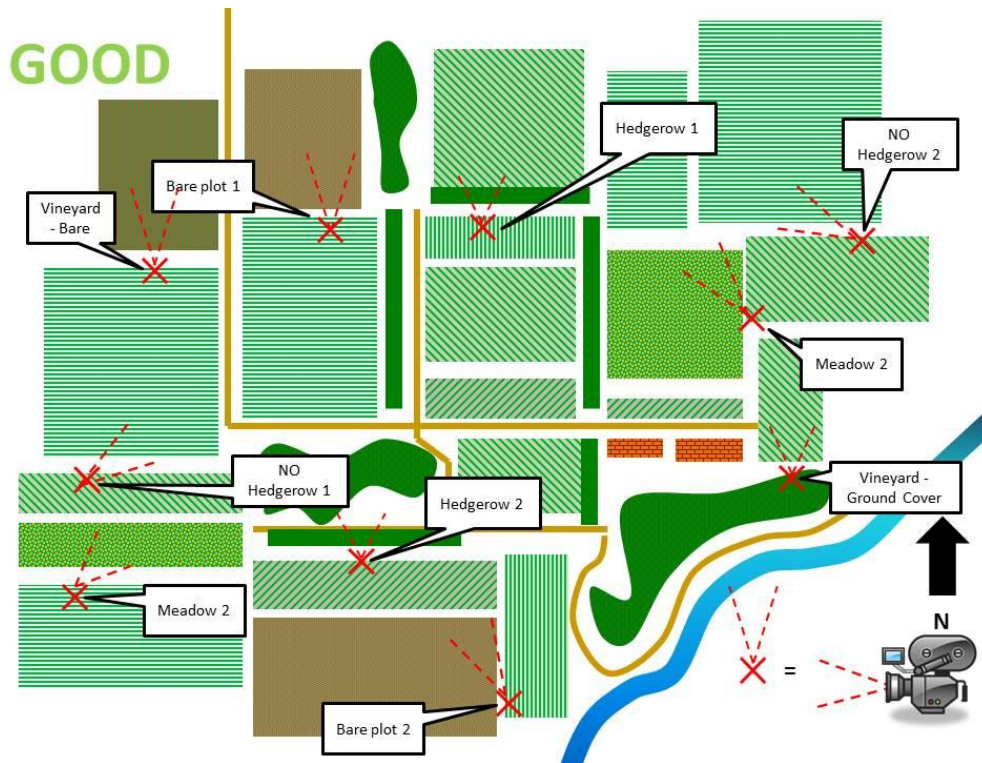 GOOD
Hedgerow 1
NO
Hedgerow 2
Bare plot 1
Vineyard
- Bare
Meadow 2
NO
Hedgerow 1
Hedgerow 2
Vineyard -
Ground Cover
Meadow 2
N
=
Bare plot 2